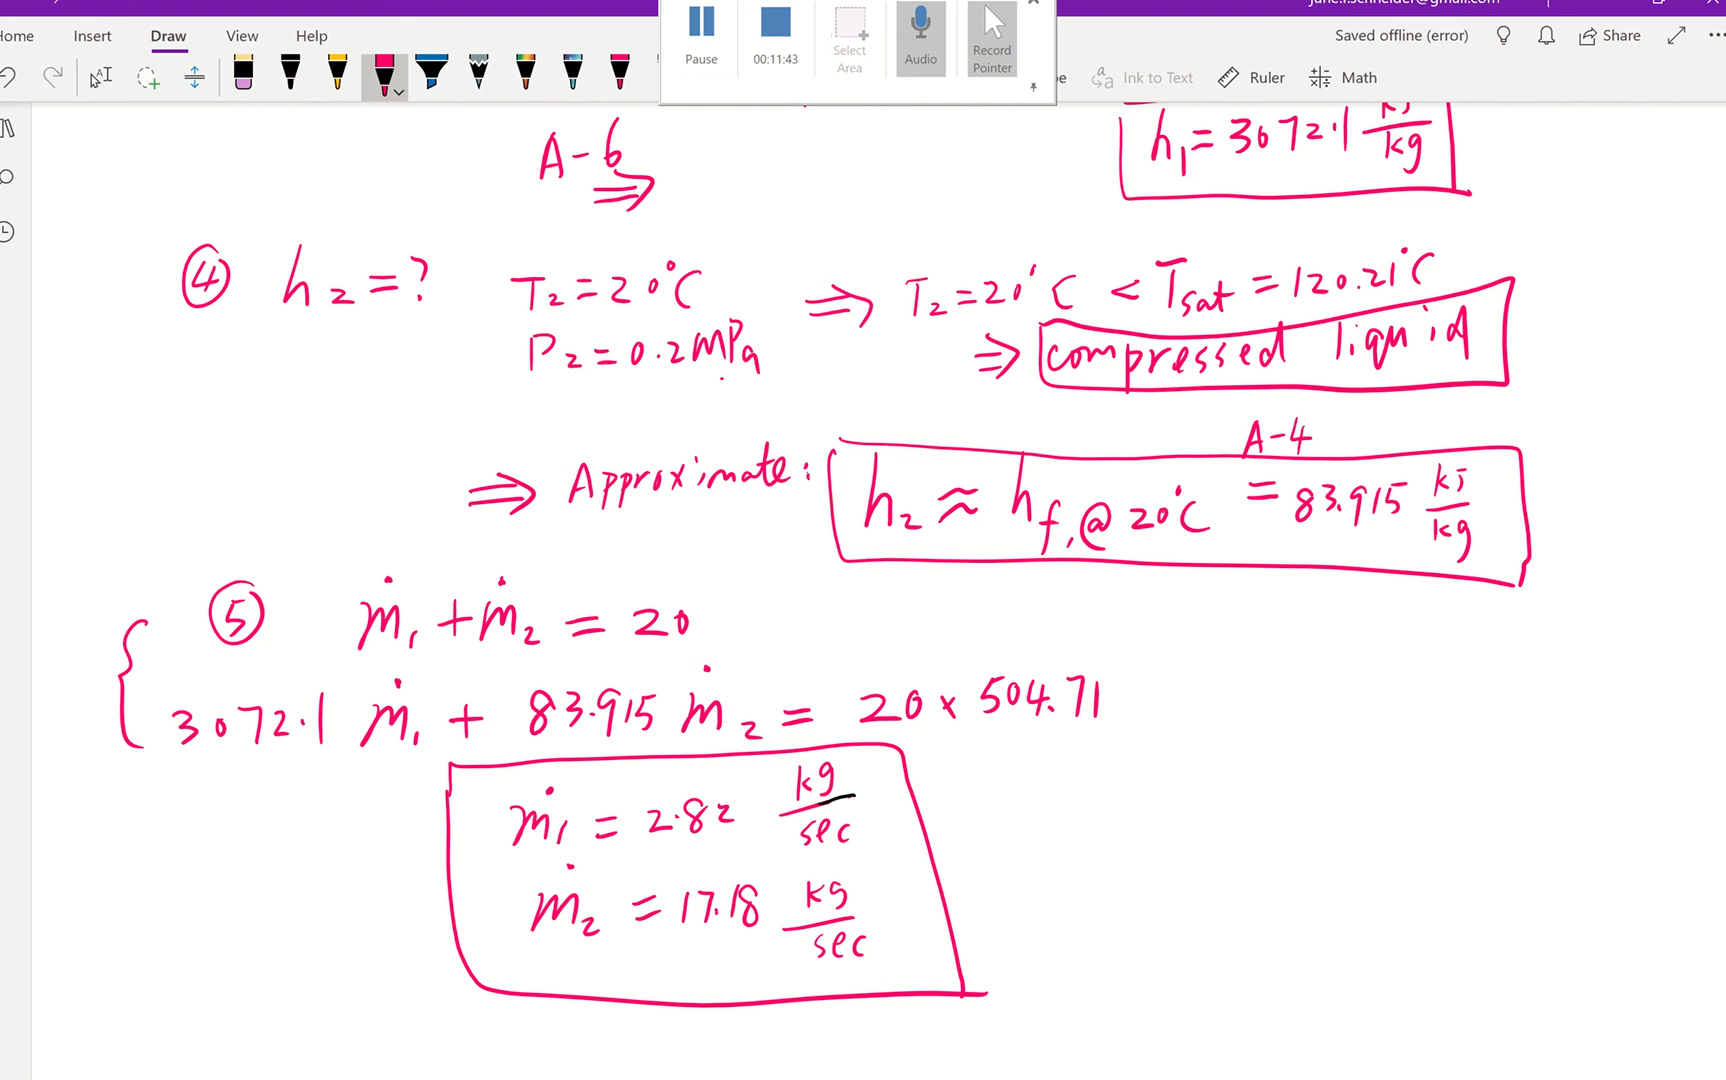 Home Insert Draw View Help
Pause 00:11:43 Select Area Audio Record Pointer
Saved offline (error) Share
Ink to Text Ruler Math
A-6 ⇒
h₁ = 3072.1 kJ/kg
④ h₂ = ? T₂ = 20°C ⇒ T₂ = 20°C < Tsat = 120.21°C
P₂ = 0.2 MPa ⇒ compressed liquid
A-4
⇒ Approximate: h₂ ≈ hf,@ 20°C = 83.915 kJ/kg
⑤ ṁ₁ + ṁ₂ = 20
3072.1 ṁ₁ + 83.915 ṁ₂ = 20 × 504.71
ṁ₁ = 2.82 kg/sec
ṁ₂ = 17.18 kg/sec